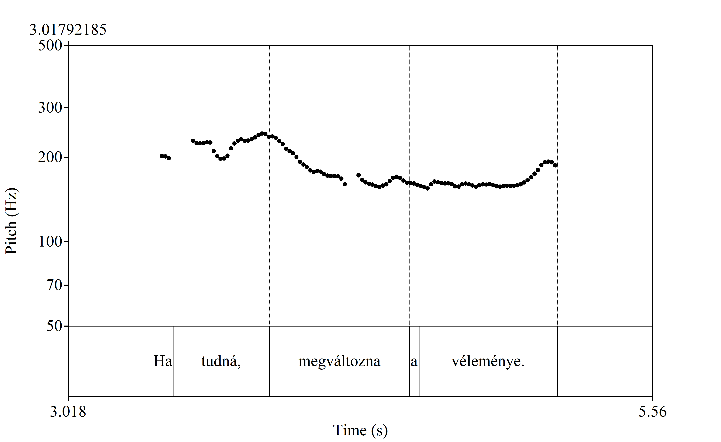 3.01792185
500
300
200
100
70
50
Pitch (Hz)
Ha tudná, megváltozna a véleménye.
3.018 5.56
Time (s)